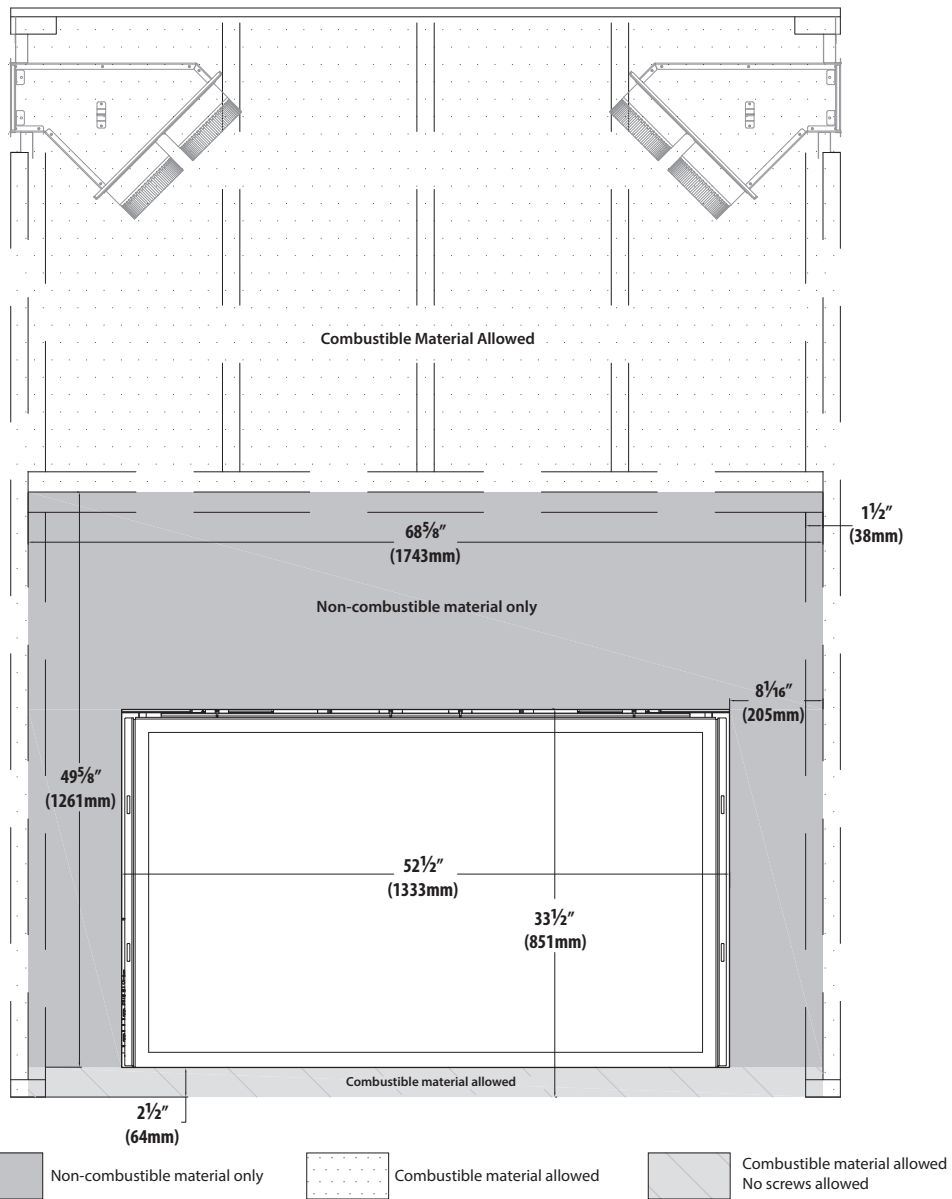 Combustible Material Allowed
1½"
(38mm)
68⅝"
(1743mm)
Non-combustible material only
8¹⁄₁₆"
(205mm)
49⅝"
(1261mm)
52½"
(1333mm)
33½"
(851mm)
Combustible material allowed
2½"
(64mm)
Non-combustible material only
Combustible material allowed
Combustible material allowed
No screws allowed